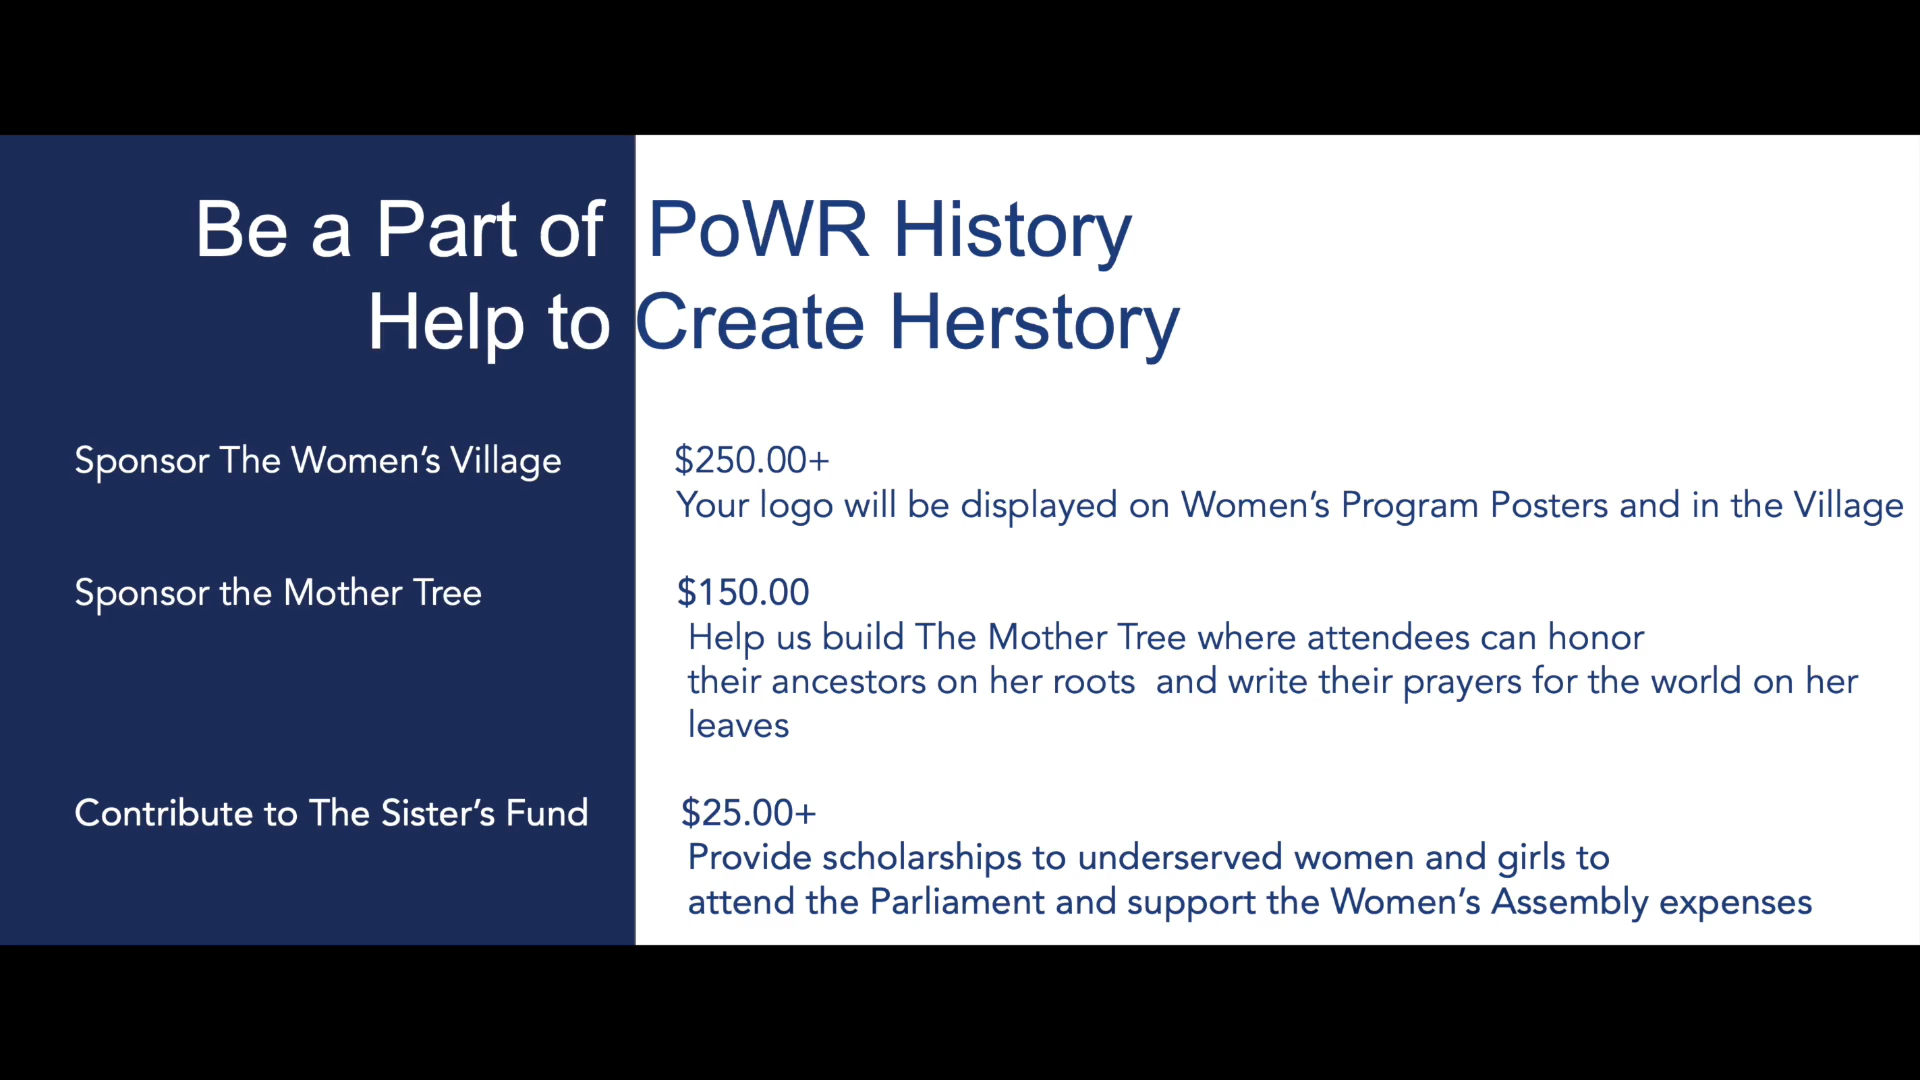 Be a Part of PoWR History
Help to Create Herstory
Sponsor The Women’s Village
$250.00+
Your logo will be displayed on Women’s Program Posters and in the Village
Sponsor the Mother Tree
$150.00
Help us build The Mother Tree where attendees can honor
their ancestors on her roots  and write their prayers for the world on her
leaves
Contribute to The Sister’s Fund
$25.00+
Provide scholarships to underserved women and girls to
attend the Parliament and support the Women’s Assembly expenses